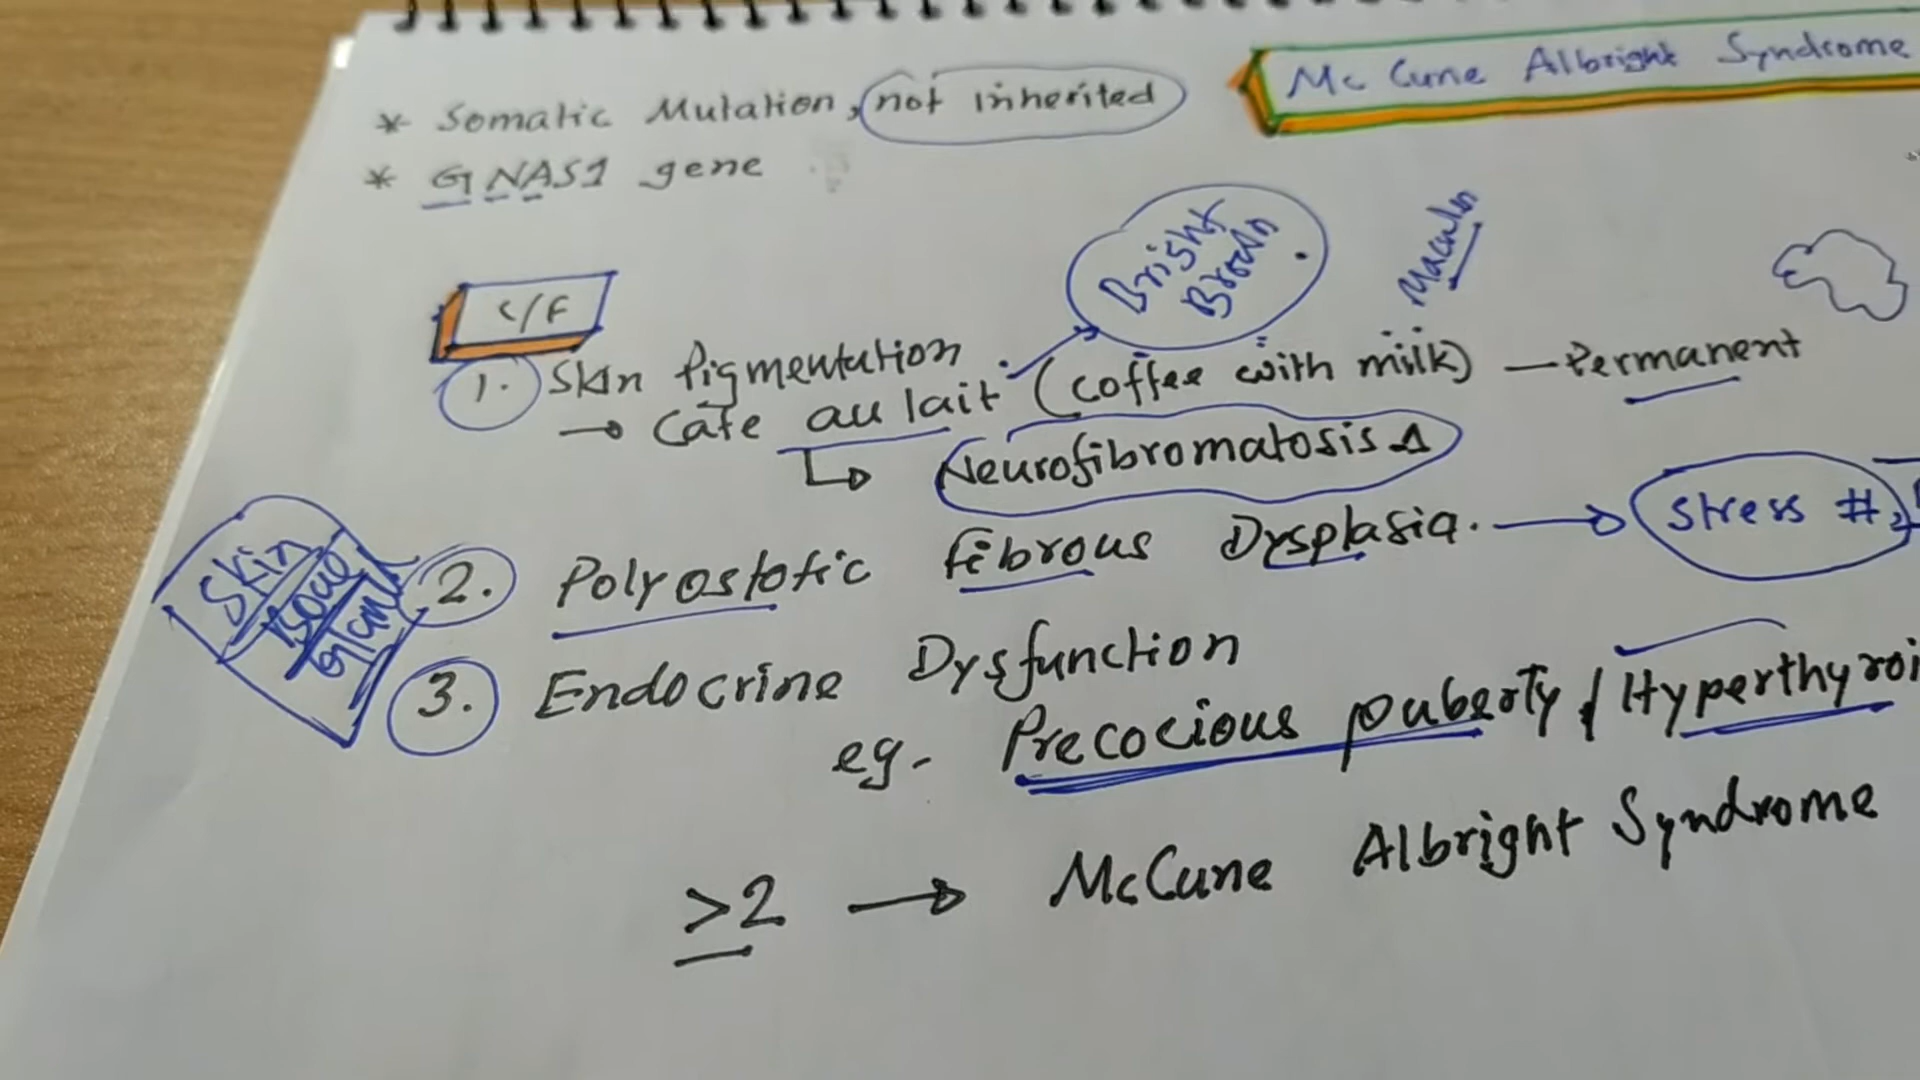 Mc Cune Albright Syndrome
* Somatic Mutation, not inherited
* GNAS1 gene
Bright
Brown
Macules
C/F
1. Skin Pigmentation
→ Cafe au lait (coffee with milk) — Permanent
Neurofibromatosis 1
Skin
Bone
gland
2. Polyostotic fibrous Dysplasia. → Stress #,
3. Endocrine Dysfunction
eg. Precocious puberty / Hyperthyroi
≥2 → McCune Albright Syndrome